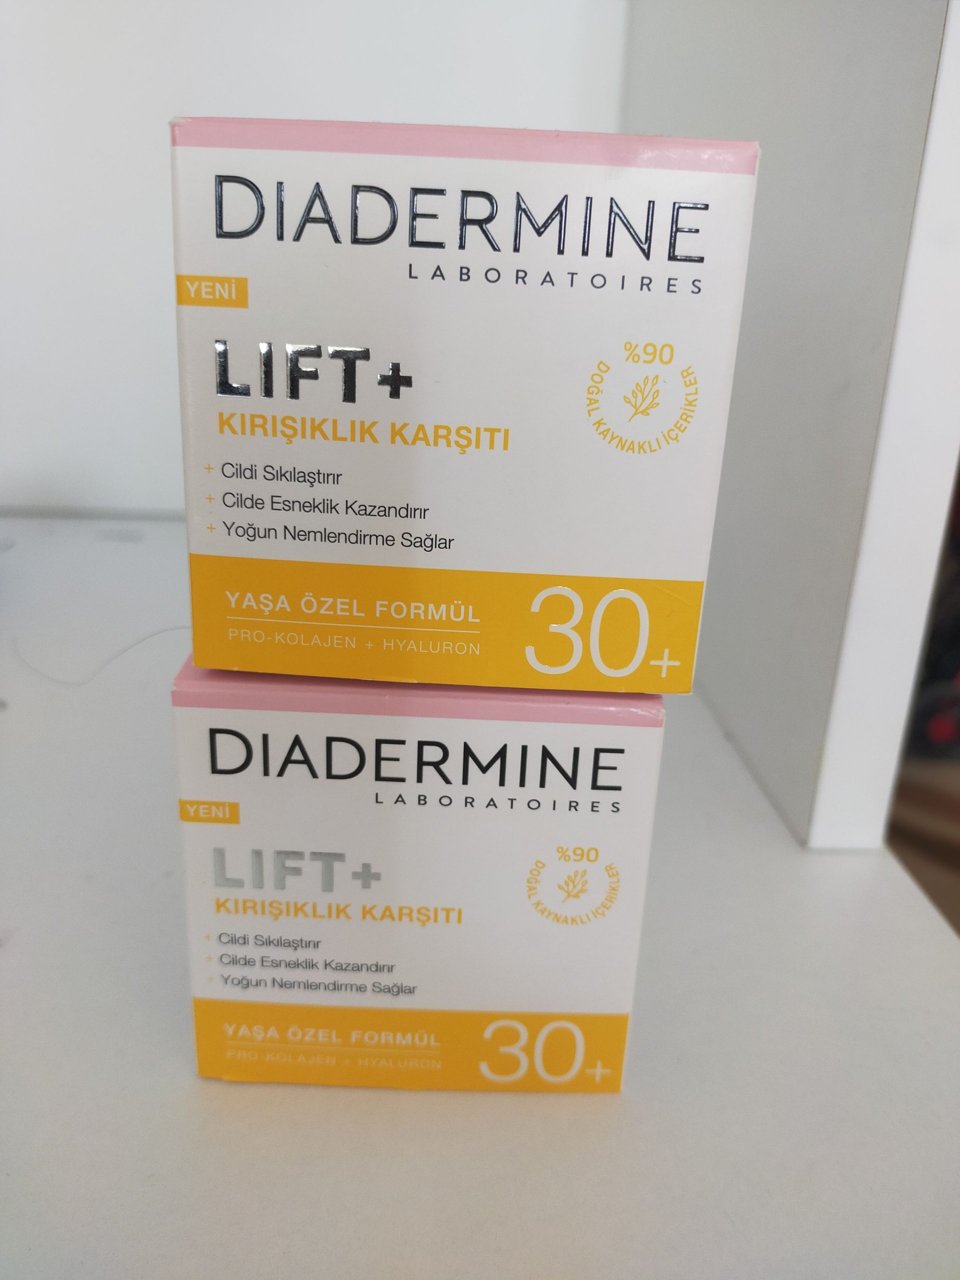 DIADERMINE
LABORATOIRES
YENİ
LIFT+
KIRIŞIKLIK KARŞITI
+ Cildi Sıkılaştırır
+ Cilde Esneklik Kazandırır
+ Yoğun Nemlendirme Sağlar
%90
DOĞAL KAYNAKLI İÇERİKLER
YAŞA ÖZEL FORMÜL
PRO-KOLAJEN + HYALURON
30+
DIADERMINE
LABORATOIRES
YENİ
LIFT+
KIRIŞIKLIK KARŞITI
+ Cildi Sıkılaştırır
+ Cilde Esneklik Kazandırır
+ Yoğun Nemlendirme Sağlar
%90
DOĞAL KAYNAKLI İÇERİKLER
YAŞA ÖZEL FORMÜL
PRO-KOLAJEN + HYALURON
30+